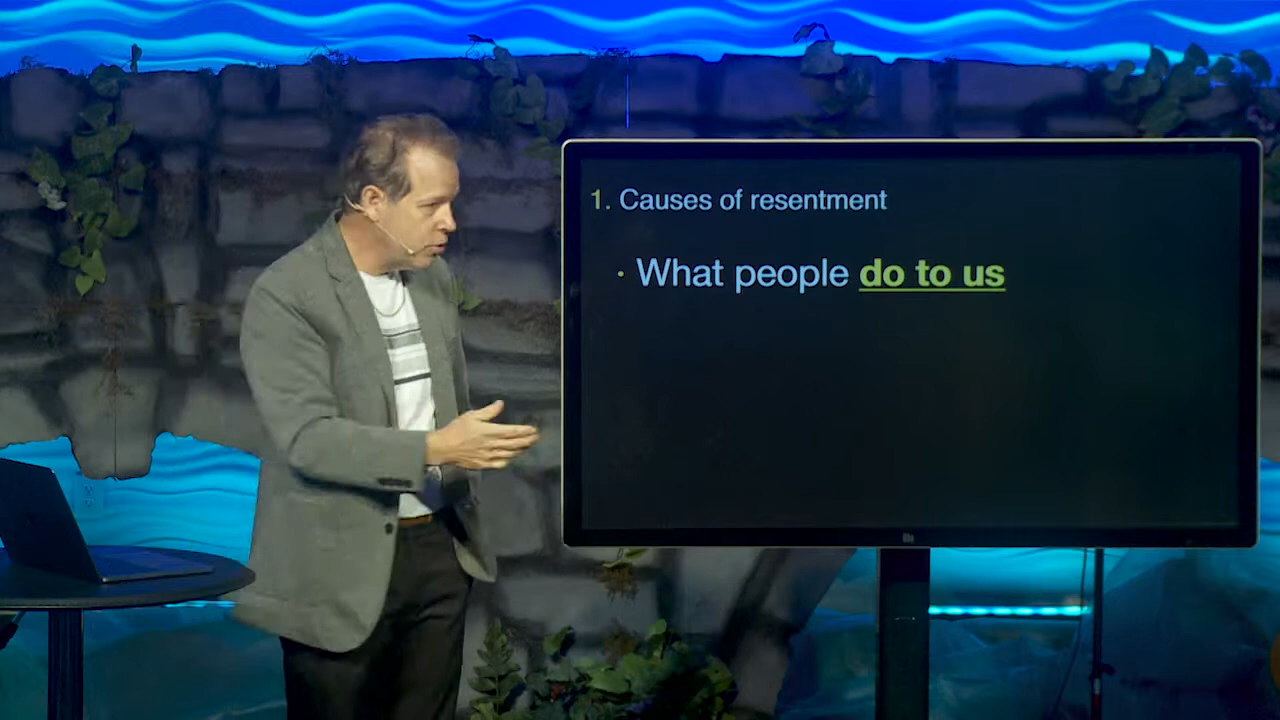 1. Causes of resentment
· What people do to us